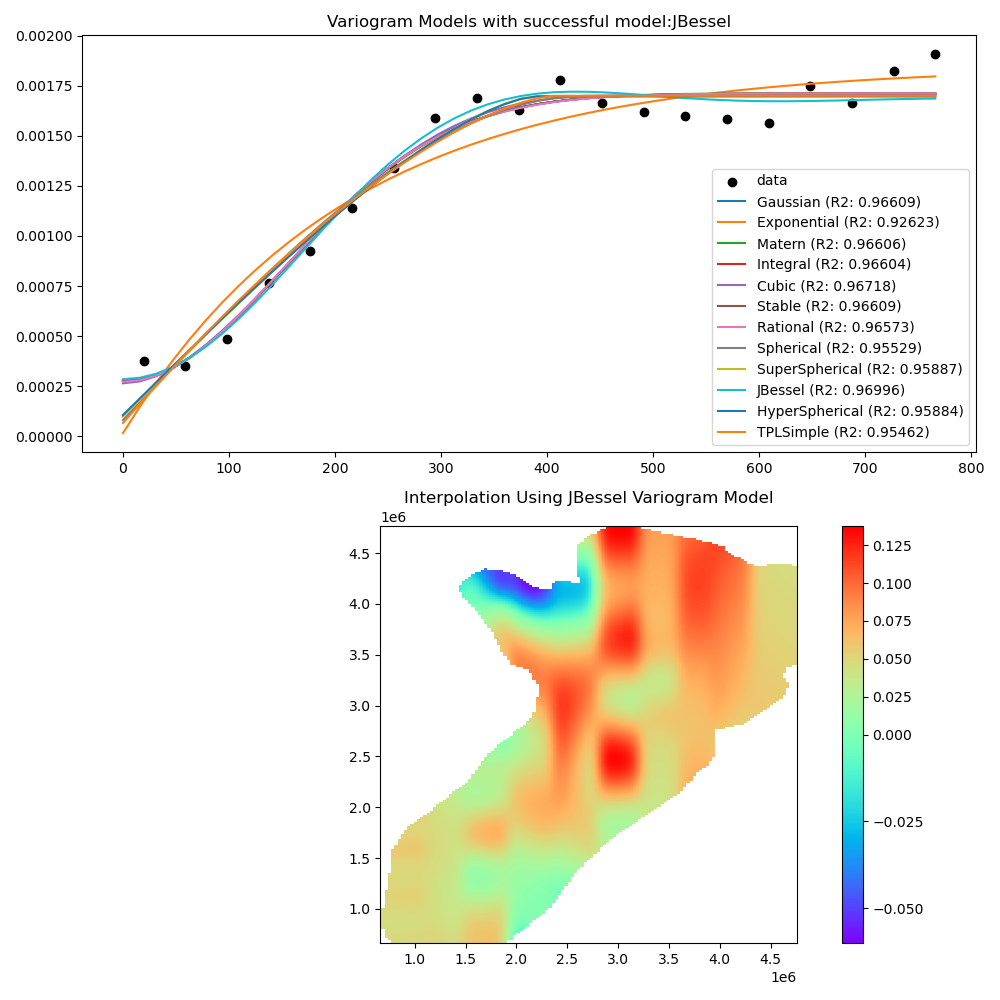 Variogram Models with successful model:JBessel
0.00200
0.00175
0.00150
0.00125
0.00100
0.00075
0.00050
0.00025
0.00000
data
Gaussian (R2: 0.96609)
Exponential (R2: 0.92623)
Matern (R2: 0.96606)
Integral (R2: 0.96604)
Cubic (R2: 0.96718)
Stable (R2: 0.96609)
Rational (R2: 0.96573)
Spherical (R2: 0.95529)
SuperSpherical (R2: 0.95887)
JBessel (R2: 0.96996)
HyperSpherical (R2: 0.95884)
TPLSimple (R2: 0.95462)
0 100 200 300 400 500 600 700 800
Interpolation Using JBessel Variogram Model
1e6
4.5
4.0
3.5
3.0
2.5
2.0
1.5
1.0
1.0 1.5 2.0 2.5 3.0 3.5 4.0 4.5
1e6
0.125
0.100
0.075
0.050
0.025
0.000
−0.025
−0.050